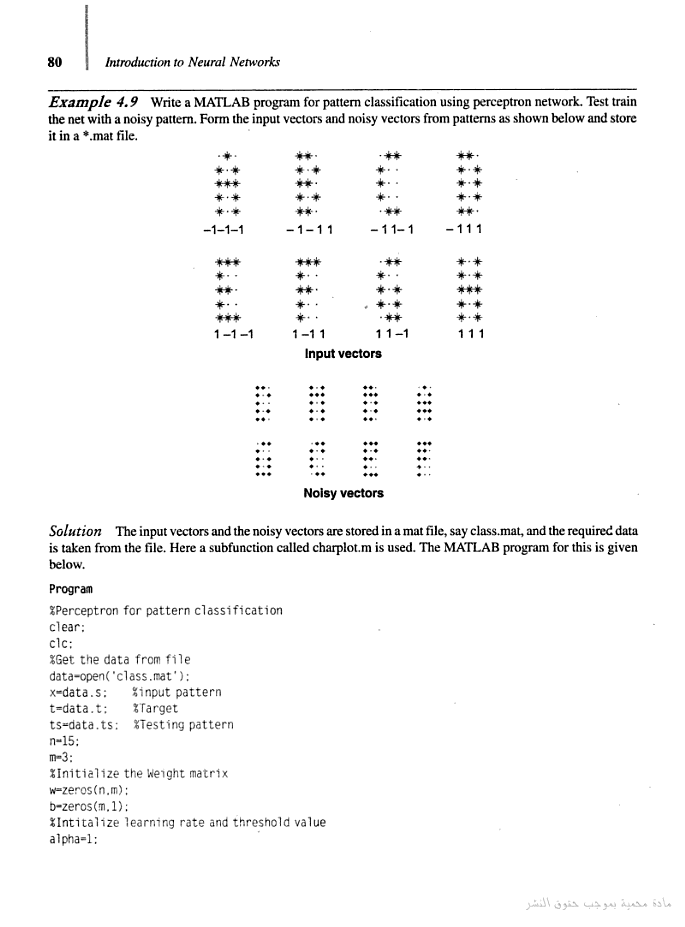 80 Introduction to Neural Networks
Example 4.9 Write a MATLAB program for pattern classification using perceptron network. Test train
the net with a noisy pattern. Form the input vectors and noisy vectors from patterns as shown below and store
it in a *.mat file.
·*· **· ·** **·
*·* *·* *·· *·*
*** **· *·· *·*
*·* *·* *·· *·*
*·* **· ·** **·
–1–1–1 –1–1 1 –1 1–1 –1 1 1
*** *** ·** *·*
*·· *·· *·· *·*
**· **· *·* ***
*·· *·· *·* *·*
*** *·· ·** *·*
1 –1 –1 1 –1 1 1 1 –1 1 1 1
Input vectors
Noisy vectors
Solution The input vectors and the noisy vectors are stored in a mat file, say class.mat, and the required data
is taken from the file. Here a subfunction called charplot.m is used. The MATLAB program for this is given
below.
Program
%Perceptron for pattern classification
clear;
clc;
%Get the data from file
data=open('class.mat');
x=data.s; %input pattern
t=data.t; %Target
ts=data.ts; %Testing pattern
n=15;
m=3;
%Initialize the Weight matrix
w=zeros(n,m);
b=zeros(m,1);
%Intitalize learning rate and threshold value
alpha=1;
مادة محمية بموجب حقوق النشر